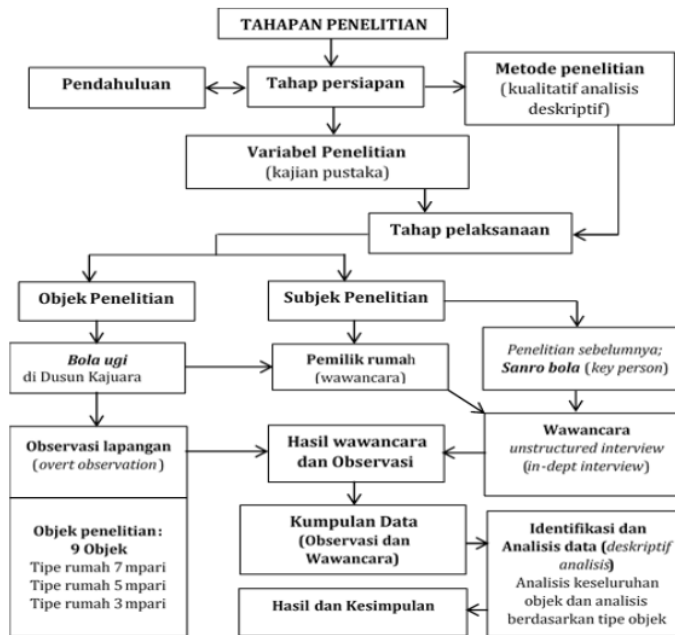 TAHAPAN PENELITIAN
Pendahuluan
Tahap persiapan
Metode penelitian
(kualitatif analisis
deskriptif)
Variabel Penelitian
(kajian pustaka)
Tahap pelaksanaan
Objek Penelitian
Subjek Penelitian
Bola ugi
di Dusun Kajuara
Pemilik rumah
(wawancara)
Penelitian sebelumnya;
Sanro bola (key person)
Observasi lapangan
(overt observation)
Hasil wawancara
dan Observasi
Wawancara
unstructured interview
(in-dept interview)
Objek penelitian:
9 Objek
Tipe rumah 7 mpari
Tipe rumah 5 mpari
Tipe rumah 3 mpari
Kumpulan Data
(Observasi dan
Wawancara)
Identifikasi dan
Analisis data (deskriptif
analisis)
Analisis keseluruhan
objek dan analisis
berdasarkan tipe objek
Hasil dan Kesimpulan